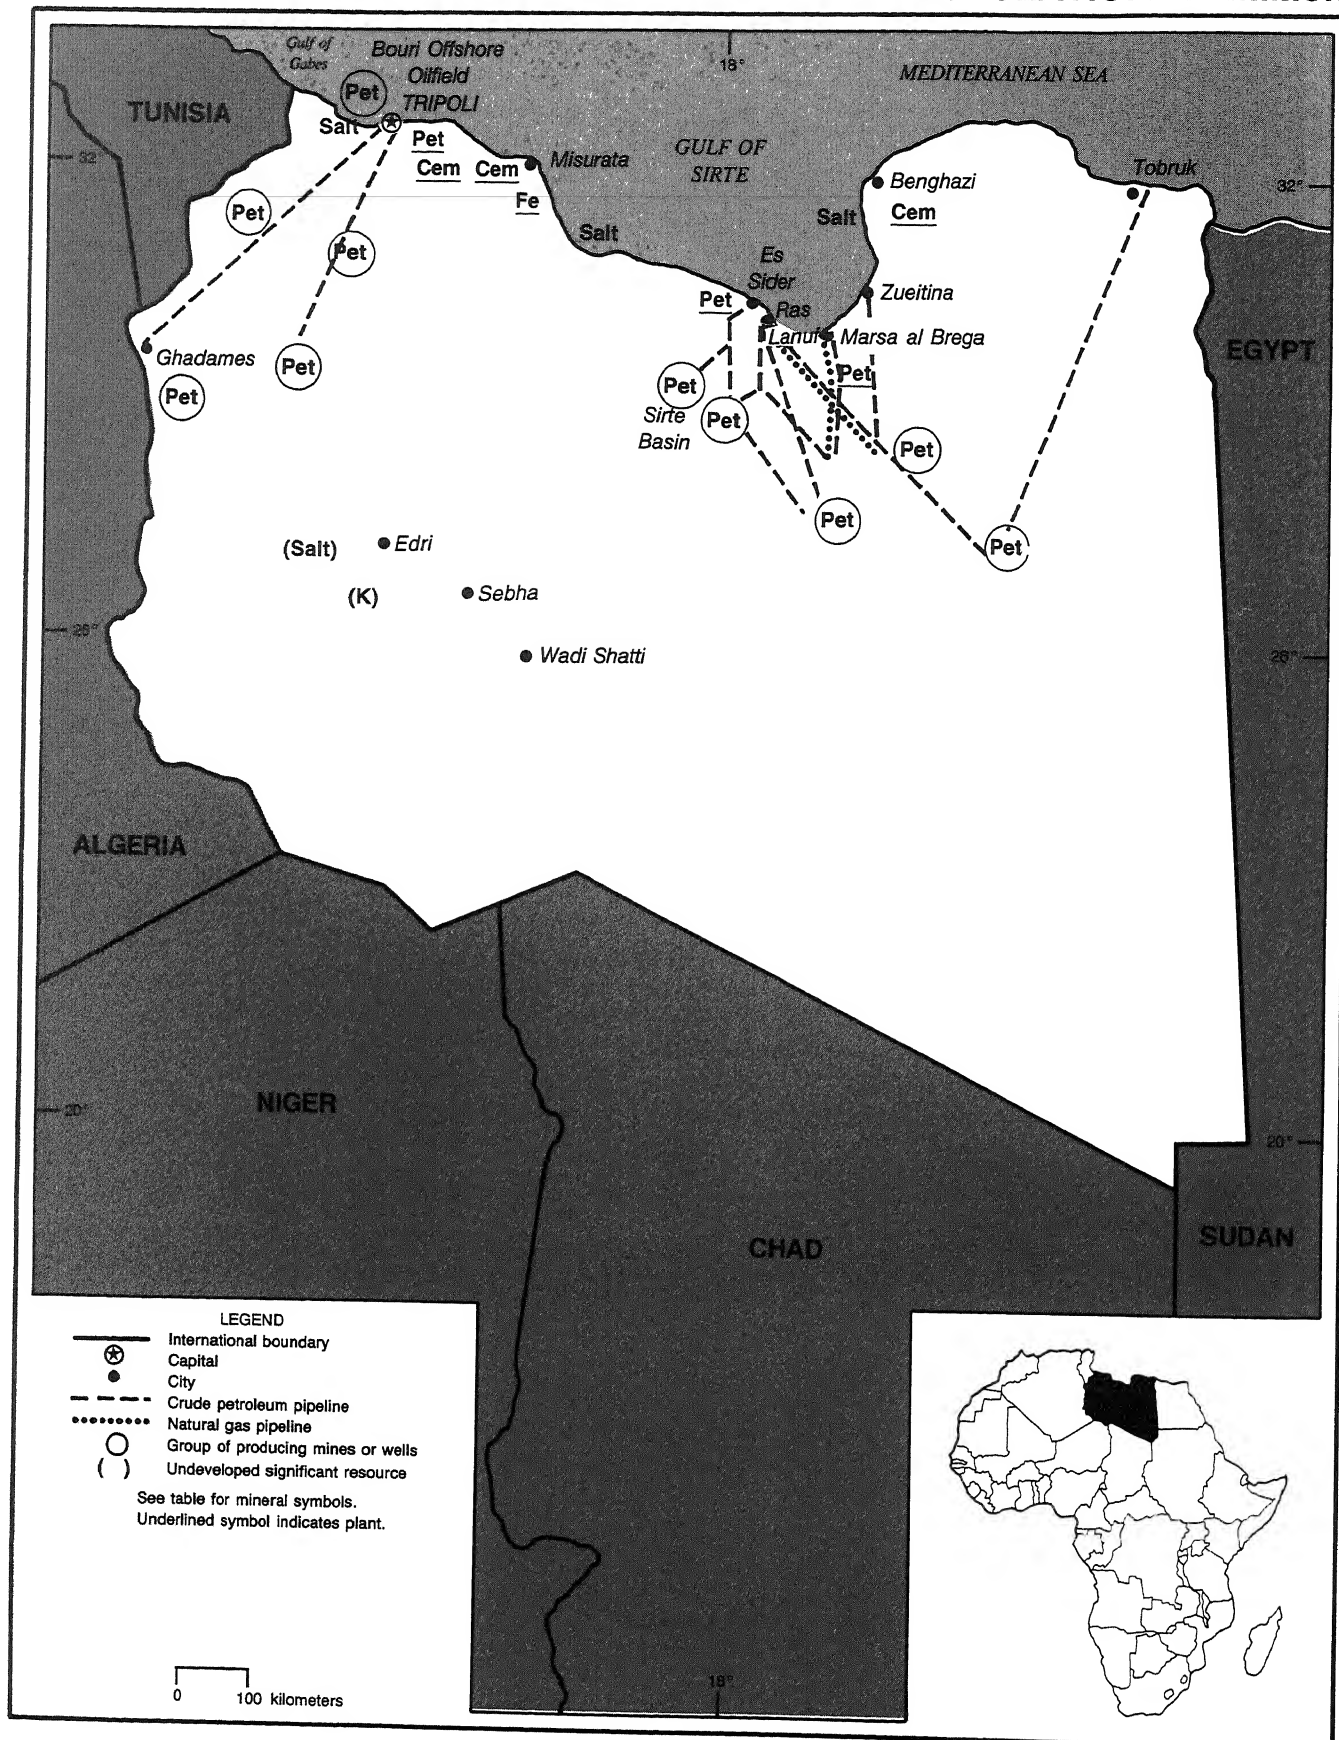 Gulf of
Gabes
Bouri Offshore
Oilfield
TRIPOLI
18°
MEDITERRANEAN SEA
Pet
TUNISIA
Salt
Pet
32
Cem
Cem
Misurata
GULF OF
SIRTE
Tobruk
Benghazi
32°
Fe
Salt
Cem
Pet
Salt
Pet
Es
Sider
Zueitina
Pet
Ras
Lanuf
Marsa al Brega
EGYPT
Ghadames
Pet
Pet
Pet
Pet
Sirte
Basin
Pet
Pet
Pet
Pet
(Salt)
Edri
(K)
Sebha
26°
Wadi Shatti
26°
ALGERIA
NIGER
20°
20°
CHAD
SUDAN
LEGEND
International boundary
Capital
City
Crude petroleum pipeline
Natural gas pipeline
Group of producing mines or wells
( ) Undeveloped significant resource
See table for mineral symbols.
Underlined symbol indicates plant.
0 100 kilometers
18°